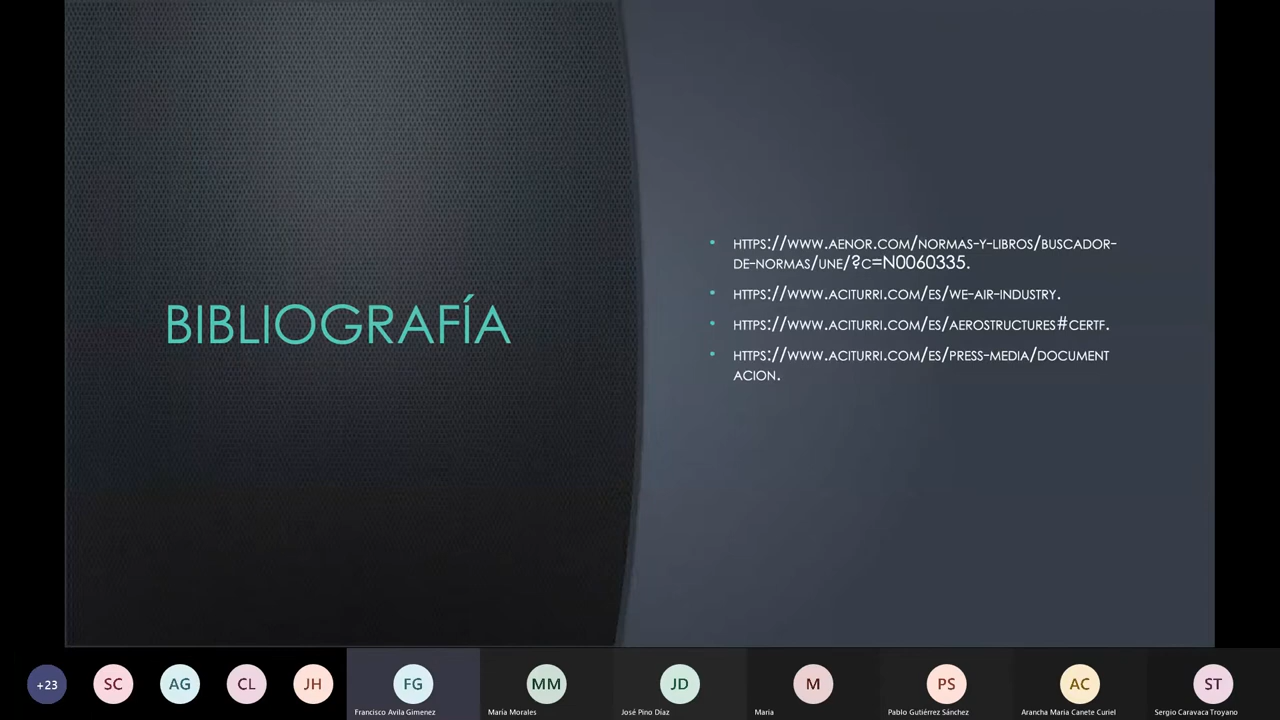 BIBLIOGRAFÍA
• HTTPS://WWW.AENOR.COM/NORMAS-Y-LIBROS/BUSCADOR-
DE-NORMAS/UNE/?C=N0060335.
• HTTPS://WWW.ACITURRI.COM/ES/WE-AIR-INDUSTRY.
• HTTPS://WWW.ACITURRI.COM/ES/AEROSTRUCTURES#CERTF.
• HTTPS://WWW.ACITURRI.COM/ES/PRESS-MEDIA/DOCUMENT
ACION.
+23 SC AG CL JH FG MM JD M PS AC ST
Francisco Avila Gimenez María Morales José Pino Díaz Maria Pablo Gutiérrez Sánchez Arancha Maria Canete Curiel Sergio Caravaca Troyano